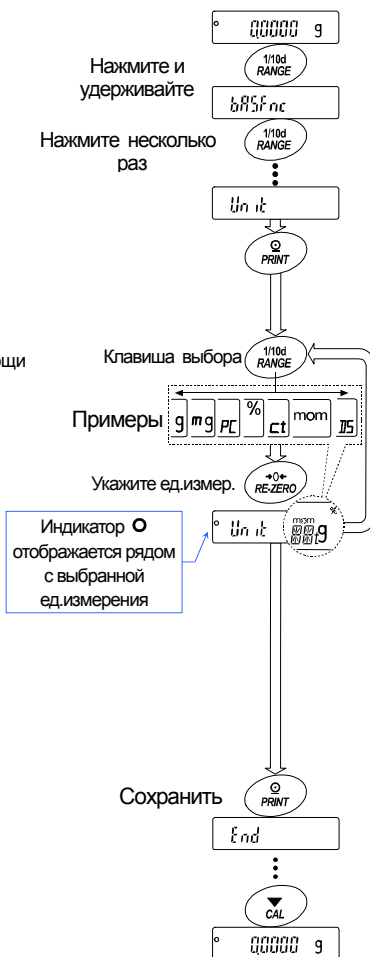 0.0000 g
Нажмите и
удерживайте
1/10d
RANGE
bASFnc
Нажмите несколько
раз
1/10d
RANGE
Unit
PRINT
ощи
Клавиша выбора
1/10d
RANGE
Примеры
g mg PC % ct mom DS
Укажите ед.измер.
→0←
RE-ZERO
Индикатор O
отображается рядом
с выбранной
ед.измерения
Unit
%
mom
g
Сохранить
PRINT
End
CAL
0.0000 g